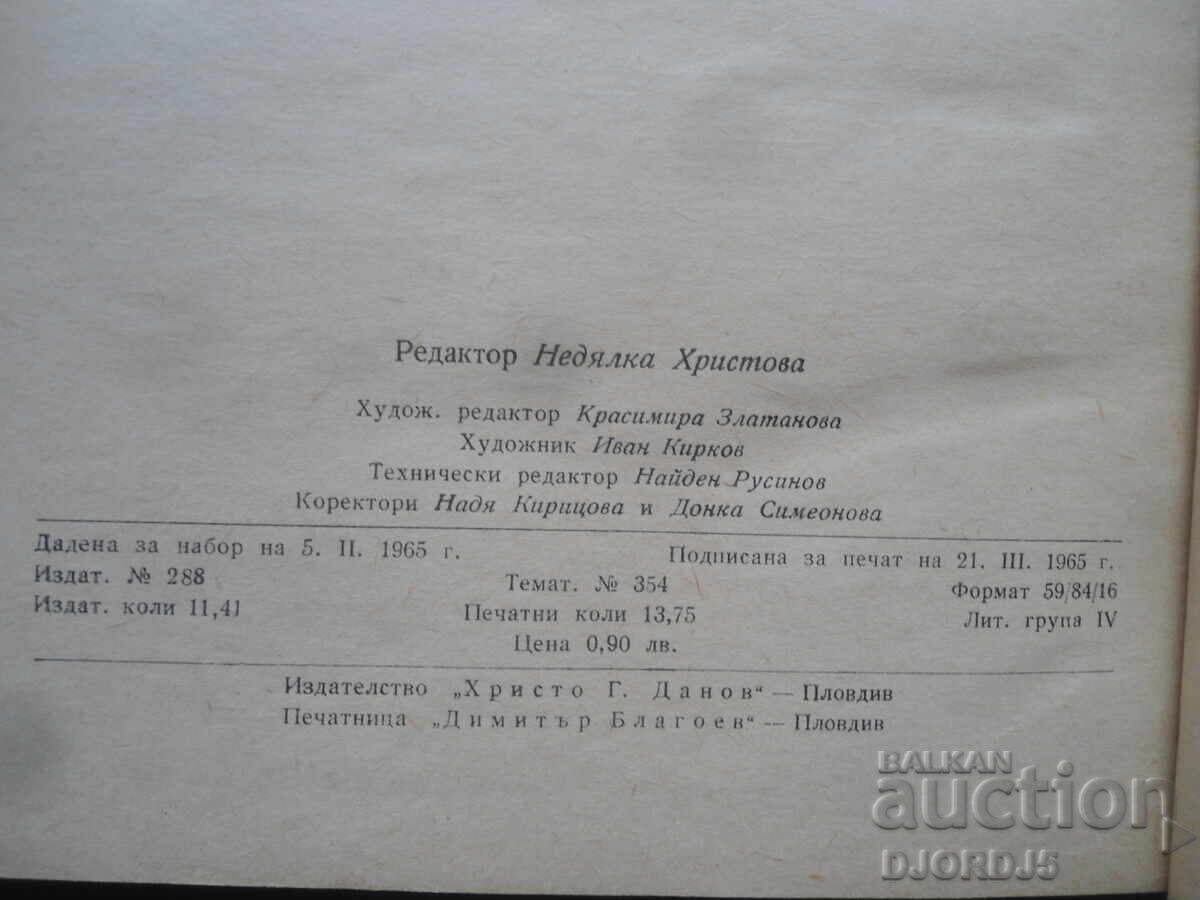 Редактор Недялка Христова
Худож. редактор Красимира Златанова
Художник Иван Кирков
Технически редактор Найден Русинов
Коректори Надя Кирицова и Донка Симеонова
Дадена за набор на 5. II. 1965 г. Подписана за печат на 21. III. 1965 г.
Издат. № 288 Темат. № 354 Формат 59/84/16
Издат. коли 11,41 Печатни коли 13,75 Лит. група IV
Цена 0,90 лв.
Издателство „Христо Г. Данов“ — Пловдив
Печатница „Димитър Благоев“ — Пловдив
BALKAN
auction
DJORDJ5